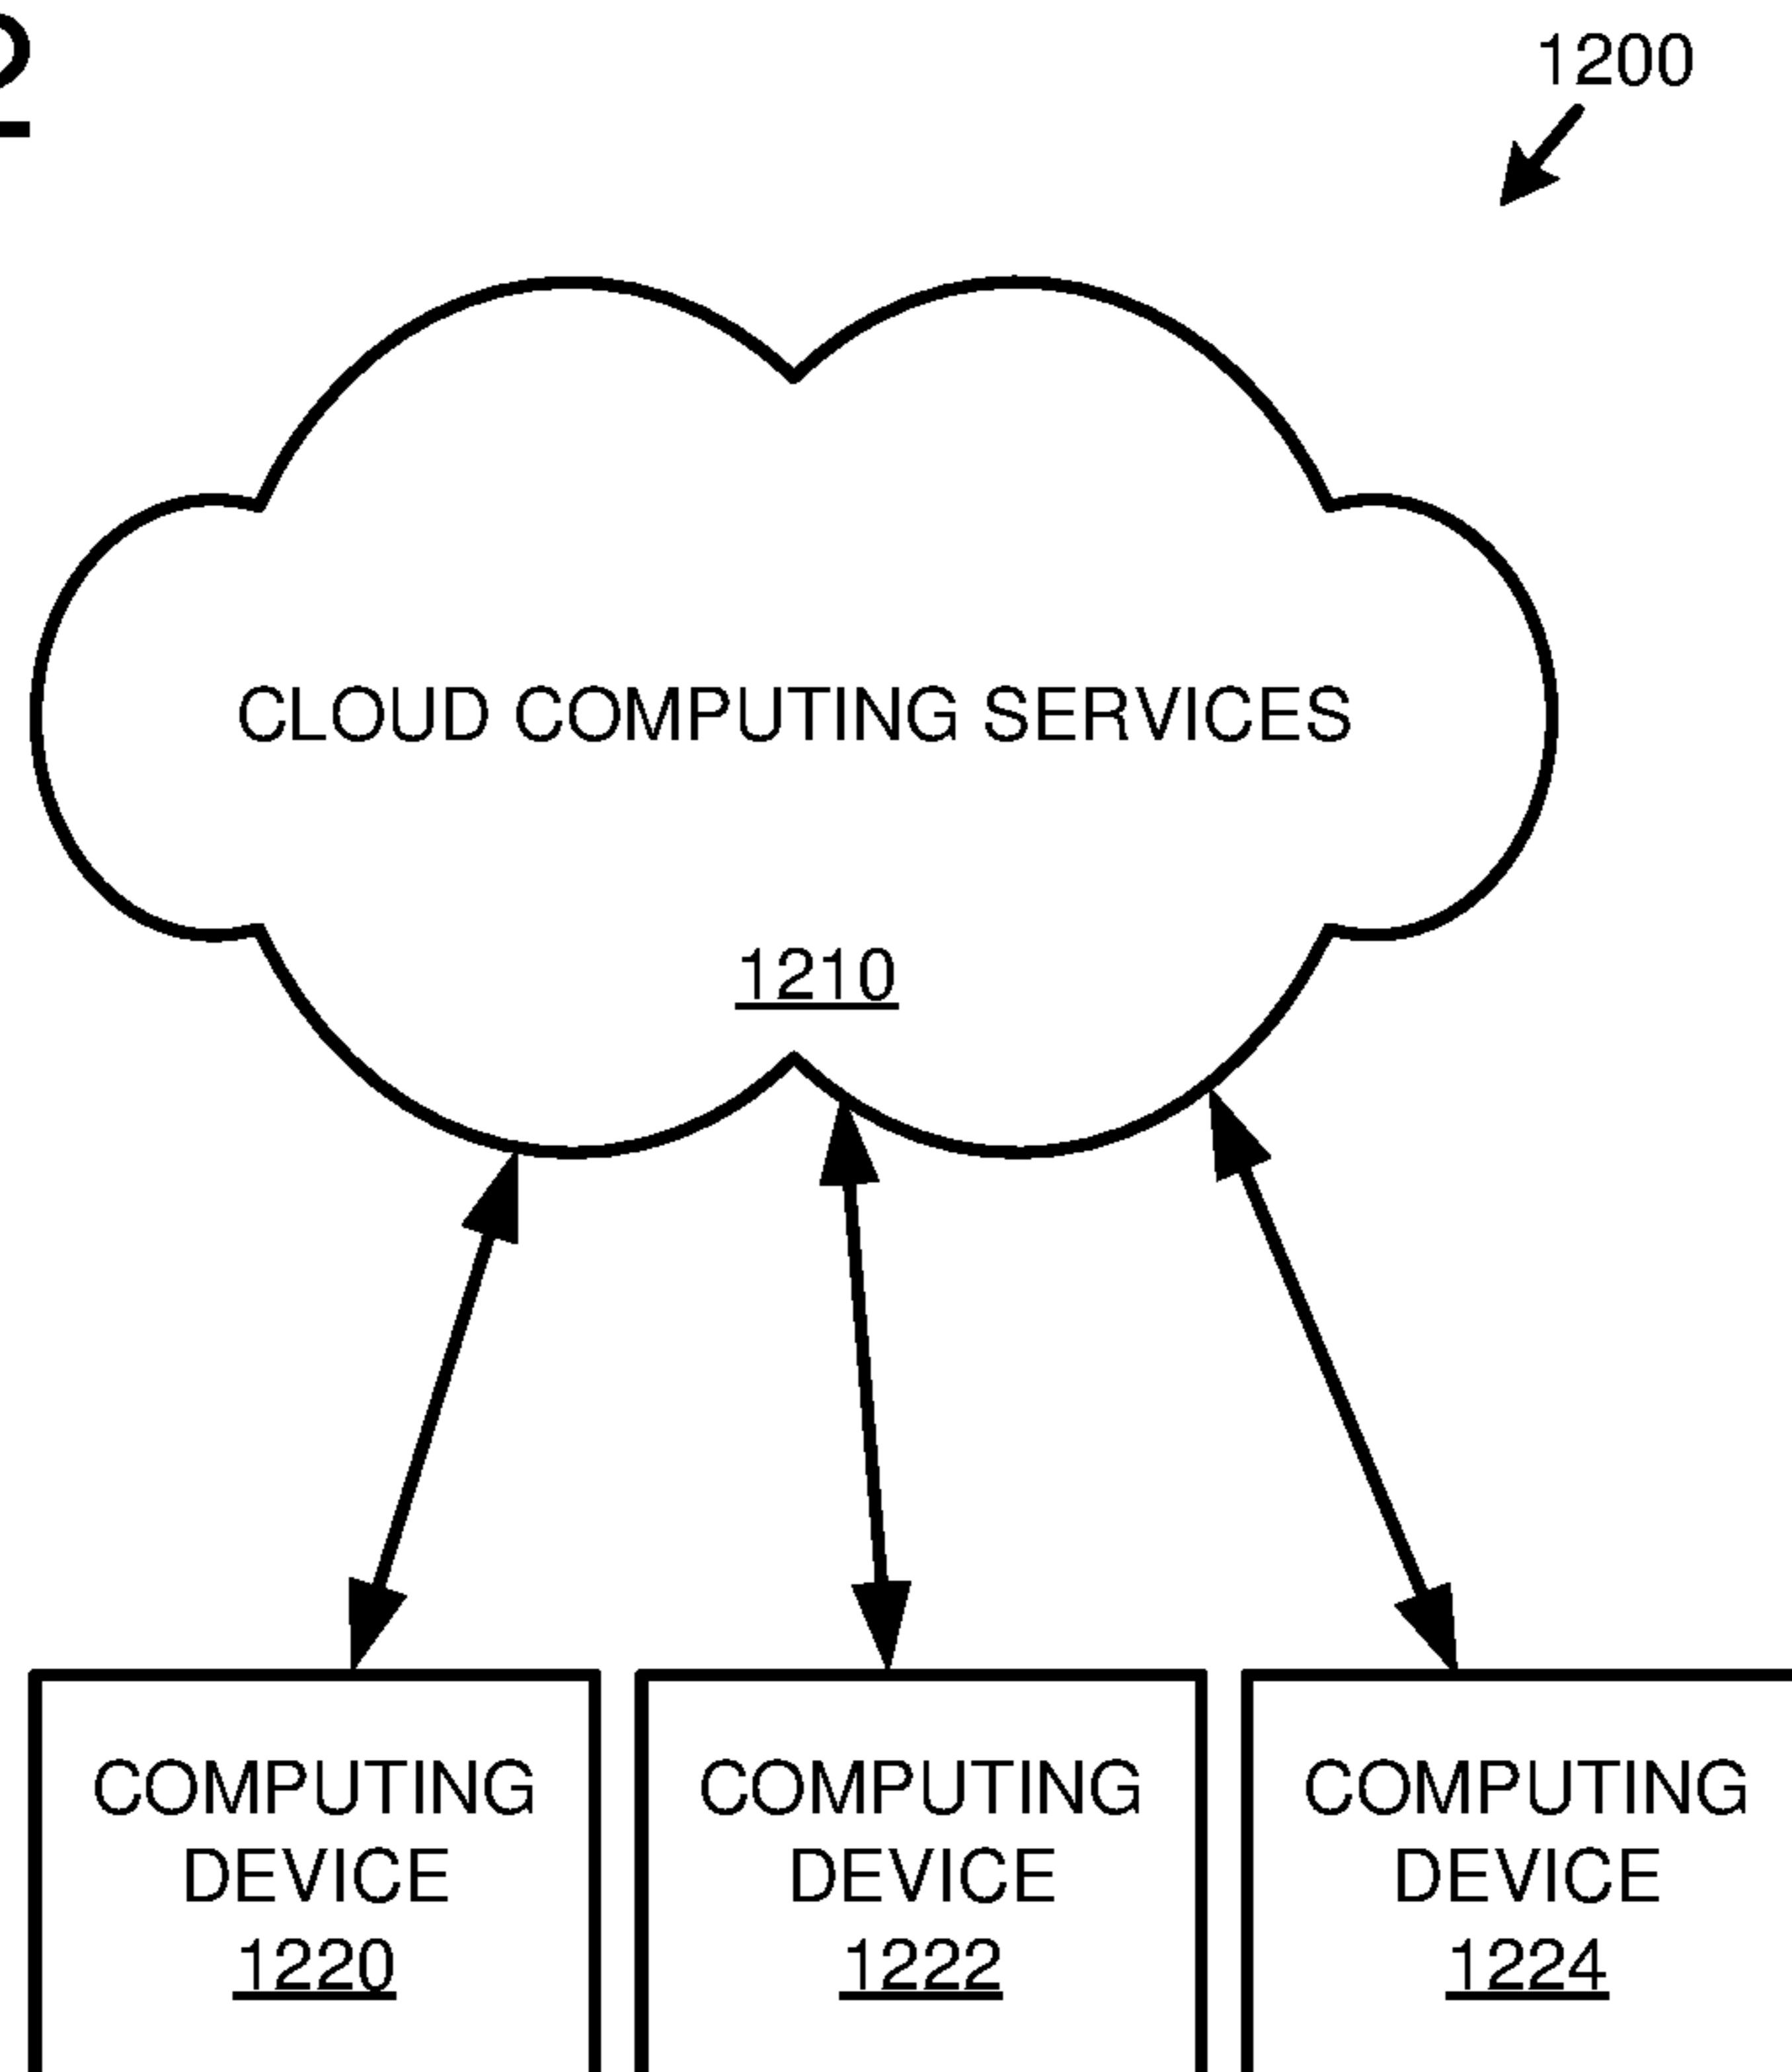 1200
CLOUD COMPUTING SERVICES
1210
COMPUTING
DEVICE
1220
COMPUTING
DEVICE
1222
COMPUTING
DEVICE
1224